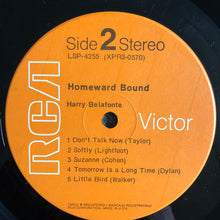 Side 2 Stereo
LSP-4255 (XPRS-0570)
Homeward Bound
Harry Belafonte
RCA
Victor
1 Don't Talk Now (Taylor)
2 Softly (Lightfoot)
3 Suzanne (Cohen)
4 Tomorrow Is a Long Time (Dylan)
5 Little Bird (Walker)